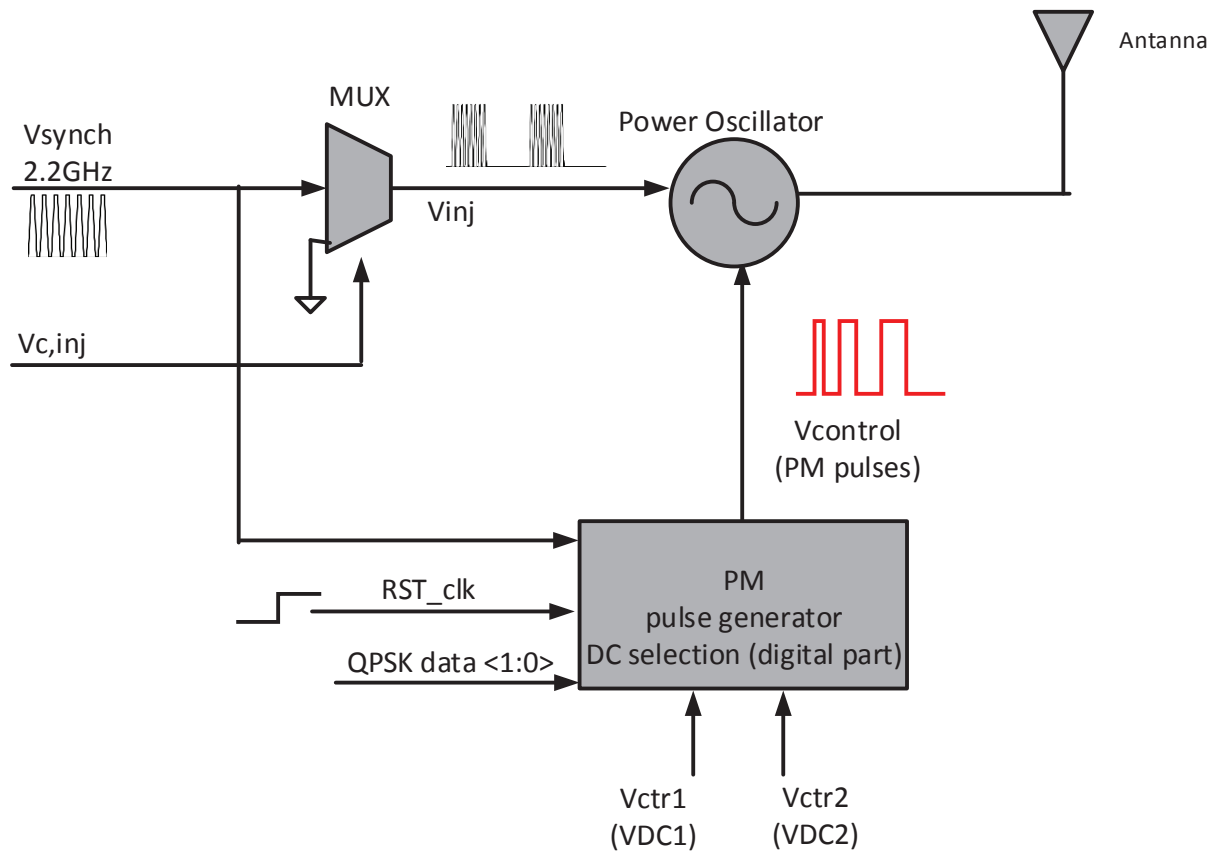 Antanna
MUX
Power Oscillator
Vsynch
2.2GHz
Vinj
Vc,inj
Vcontrol
(PM pulses)
RST_clk
PM
pulse generator
DC selection (digital part)
QPSK data <1:0>
Vctr1
(VDC1)
Vctr2
(VDC2)